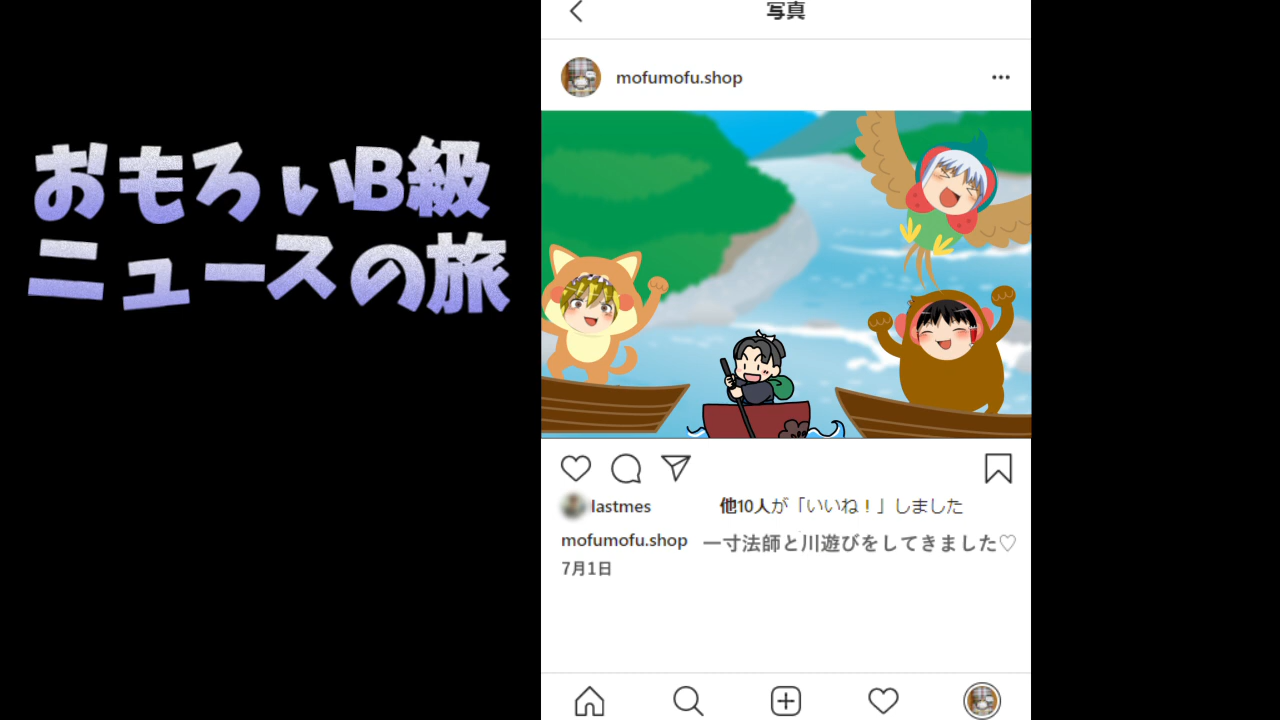 おもろぃB級
ニュースの旅
写真
mofumofu.shop
lastmes 他10人が「いいね！」しました
mofumofu.shop 一寸法師と川遊びをしてきました♡
7月1日